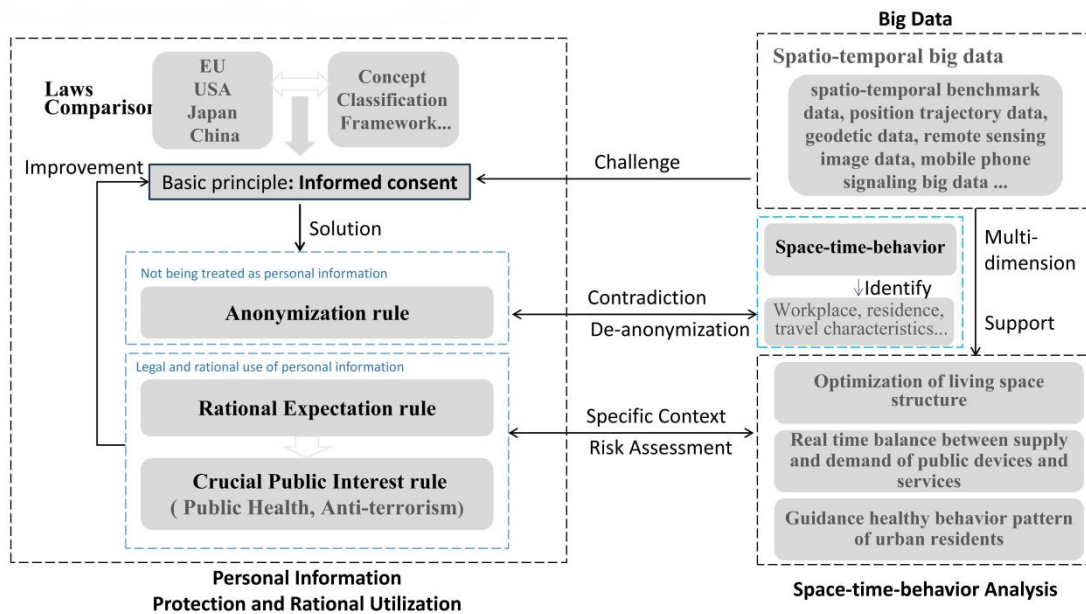 Laws
Comparison
EU
USA
Japan
China
Concept
Classification
Framework...
Improvement
Basic principle: Informed consent
Solution
Not being treated as personal information
Anonymization rule
Legal and rational use of personal information
Rational Expectation rule
Crucial Public Interest rule
( Public Health, Anti-terrorism)
Personal Information
Protection and Rational Utilization
Challenge
Contradiction
De-anonymization
Specific Context
Risk Assessment
Big Data
Spatio-temporal big data
spatio-temporal benchmark
data, position trajectory data,
geodetic data, remote sensing
image data, mobile phone
signaling big data ...
Space-time-behavior
Identify
Workplace, residence,
travel characteristics...
Multi-
dimension
Support
Optimization of living space
structure
Real time balance between supply
and demand of public devices and
services
Guidance healthy behavior pattern
of urban residents
Space-time-behavior Analysis